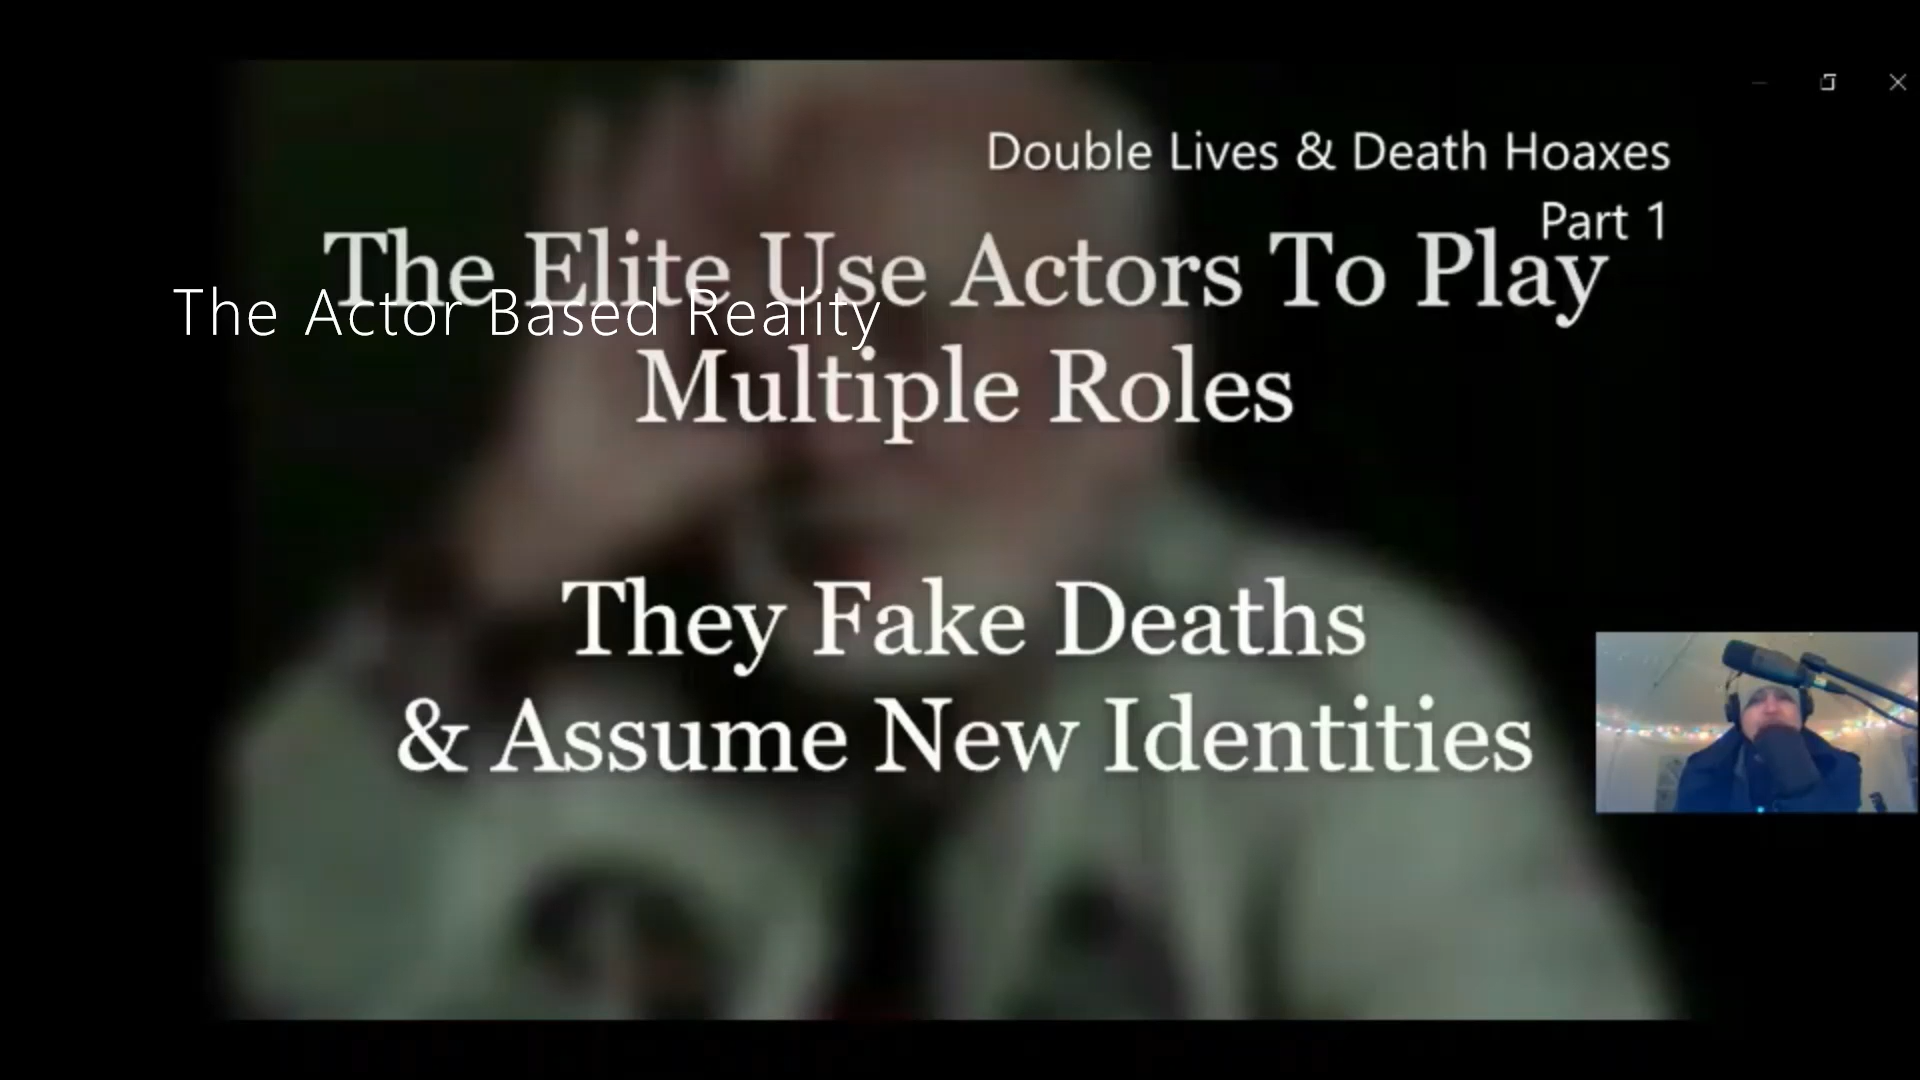 Double Lives & Death Hoaxes
Part 1
The Elite Use Actors To Play
The Actor Based Reality
Multiple Roles
They Fake Deaths
& Assume New Identities